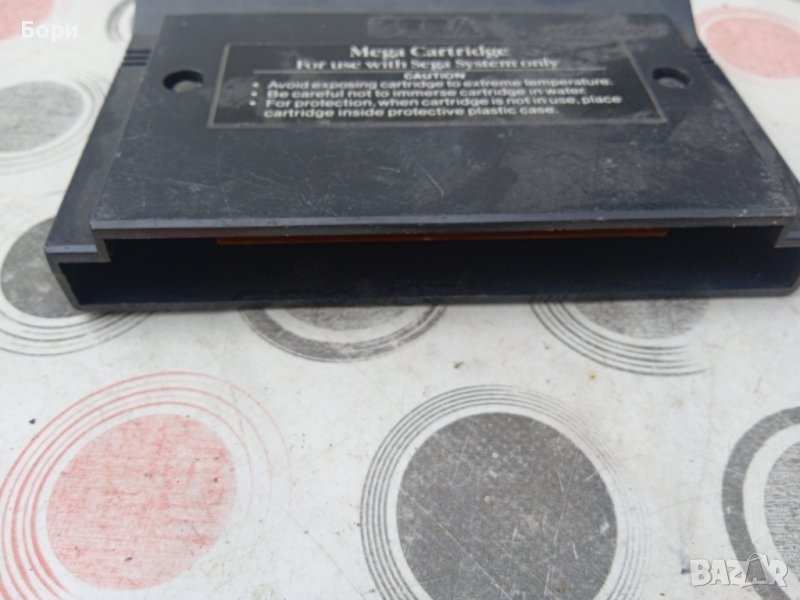 Бори
SEGA
Mega Cartridge
For use with Sega System only
CAUTION
• Avoid exposing cartridge to extreme temperature.
• Be careful not to immerse cartridge in water.
• For protection, when cartridge is not in use, place
cartridge inside protective plastic case.
BAZAR